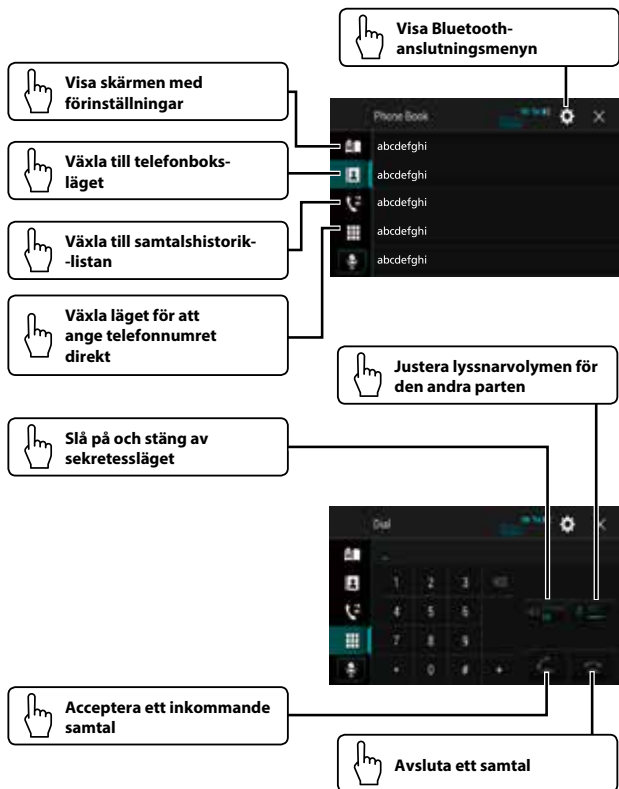 Visa Bluetooth-
anslutningsmenyn
Visa skärmen med
förinställningar
Växla till telefonboks-
läget
Växla till samtalshistorik-
-listan
Växla läget för att
ange telefonnumret
direkt
Phone Book
abcdefghi
abcdefghi
abcdefghi
abcdefghi
abcdefghi
Justera lyssnarvolymen för
den andra parten
Slå på och stäng av
sekretessläget
Dial
1 2 3
4 5 6
7 8 9
* 0 # +
Acceptera ett inkommande
samtal
Avsluta ett samtal